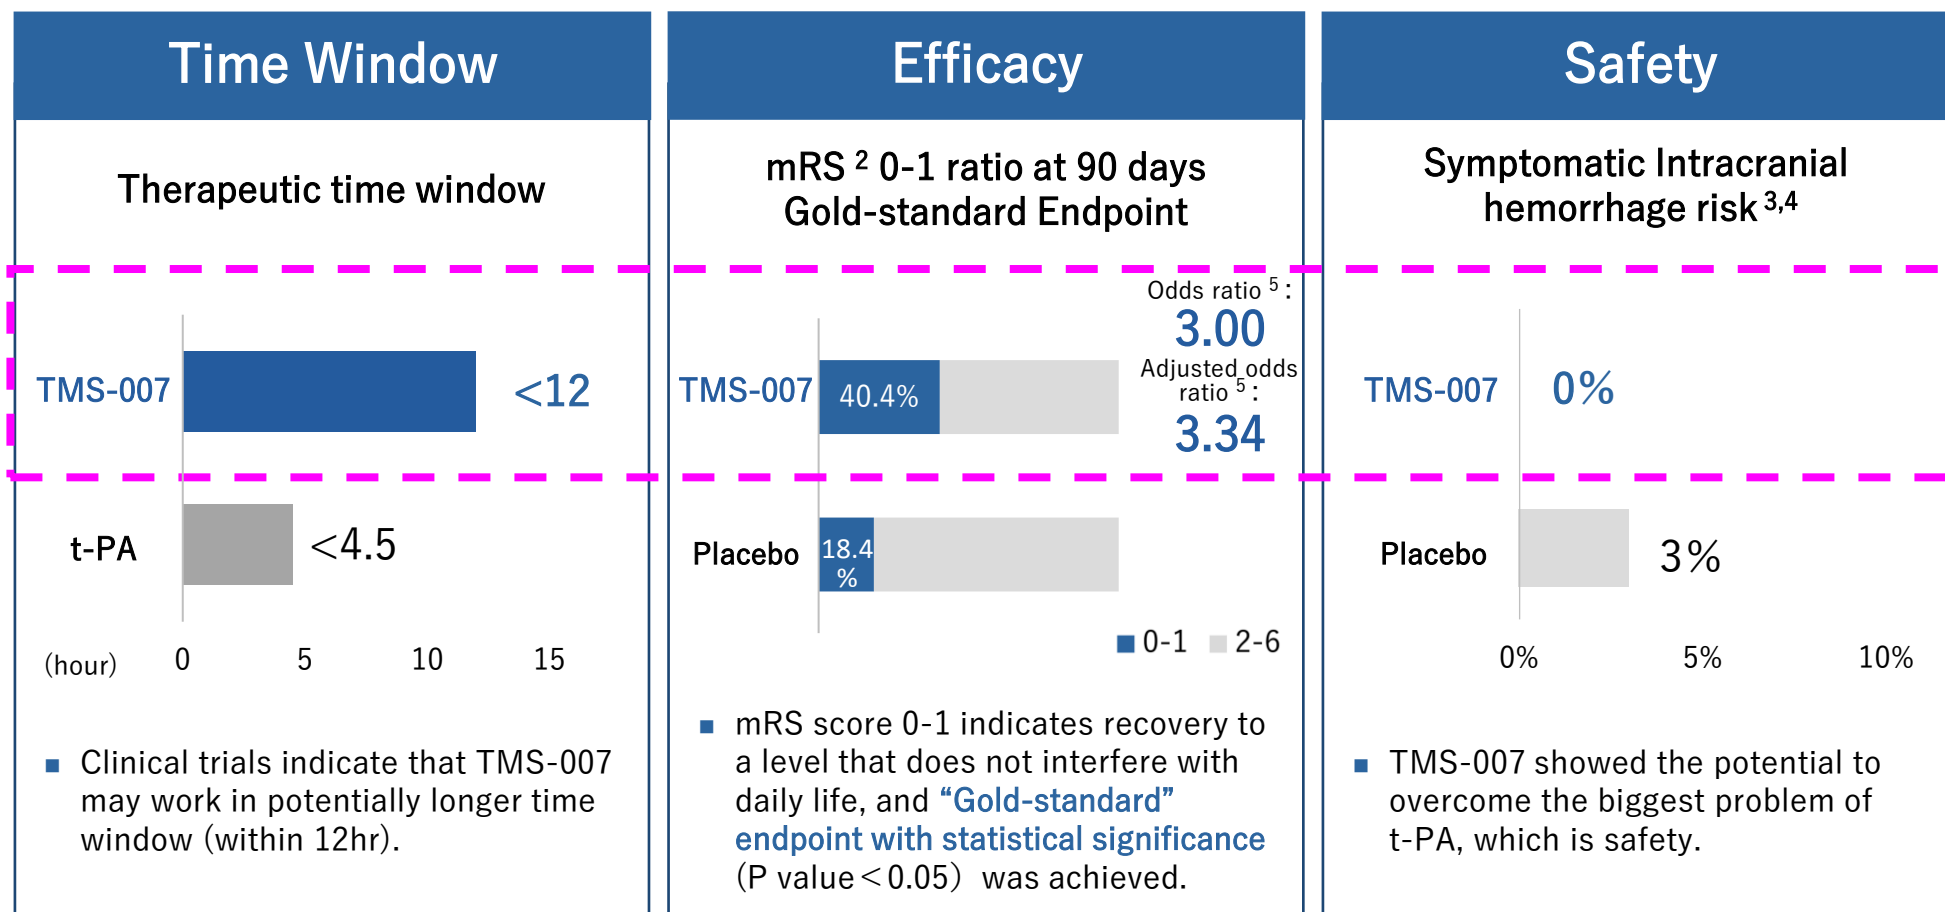 Time Window
Therapeutic time window
TMS-007
<12
t-PA
<4.5
(hour)
0
5
10
15
■ Clinical trials indicate that TMS-007
may work in potentially longer time
window (within 12hr).
Efficacy
mRS ² 0-1 ratio at 90 days
Gold-standard Endpoint
Odds ratio ⁵ :
3.00
Adjusted odds
ratio ⁵ :
3.34
TMS-007
40.4%
Placebo
18.4
%
0-1
2-6
■ mRS score 0-1 indicates recovery to
a level that does not interfere with
daily life, and “Gold-standard”
endpoint with statistical significance
(P value<0.05) was achieved.
Safety
Symptomatic Intracranial
hemorrhage risk ³,⁴
TMS-007
0%
Placebo
3%
0%
5%
10%
■ TMS-007 showed the potential to
overcome the biggest problem of
t-PA, which is safety.